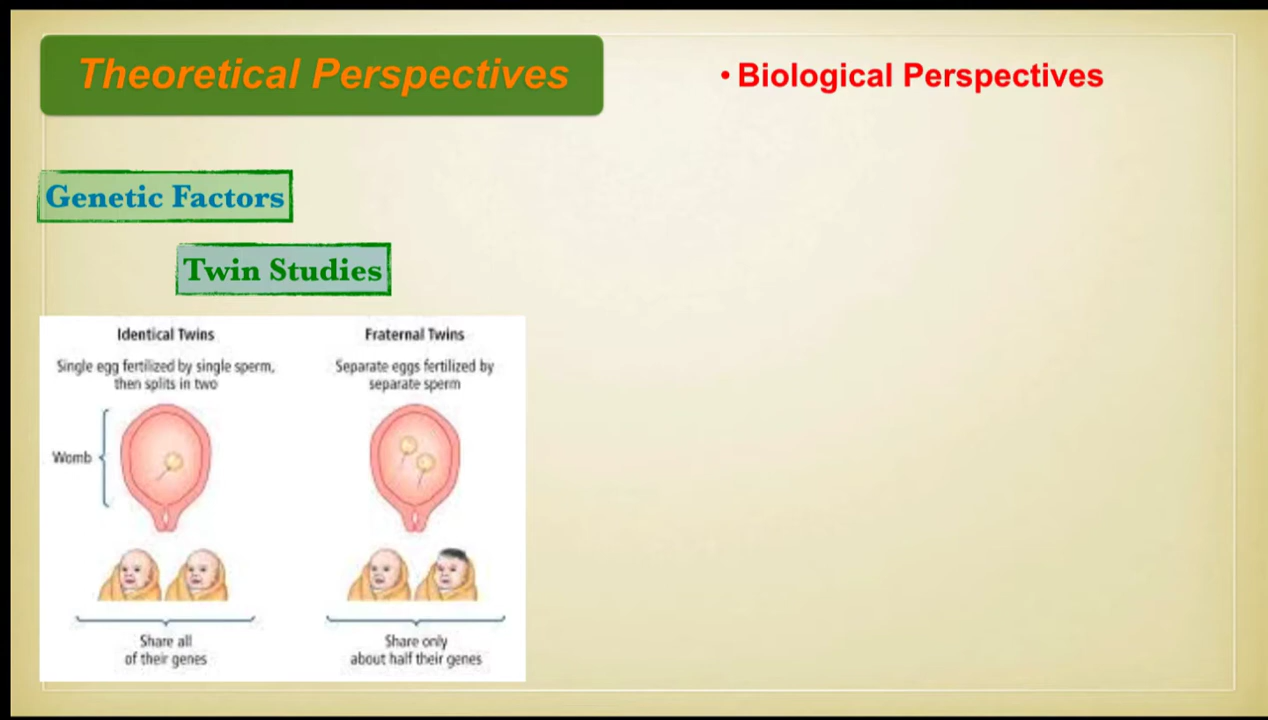 Theoretical Perspectives
• Biological Perspectives
Genetic Factors
Twin Studies
Identical Twins
Single egg fertilized by single sperm,
then splits in two
Womb
Share all
of their genes
Fraternal Twins
Separate eggs fertilized by
separate sperm
Share only
about half their genes